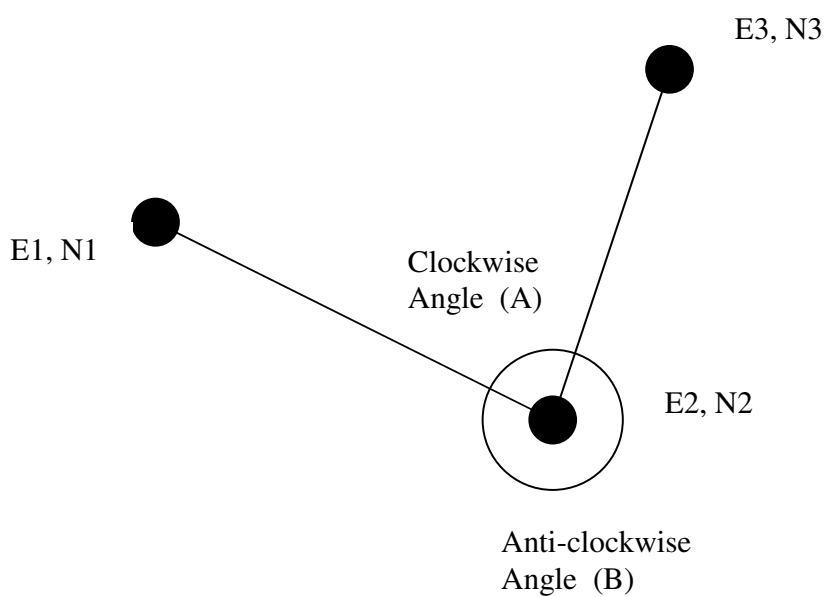 E3, N3
E1, N1
Clockwise
Angle (A)
E2, N2
Anti-clockwise
Angle (B)